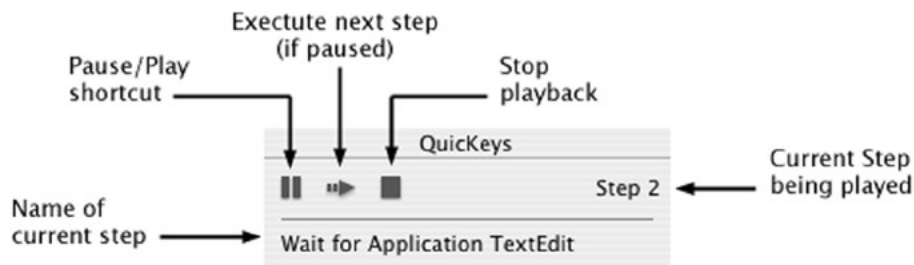 Exectute next step
(if paused)
Pause/Play
shortcut
Stop
playback
QuicKeys
Step 2
Current Step
being played
Name of
current step
Wait for Application TextEdit